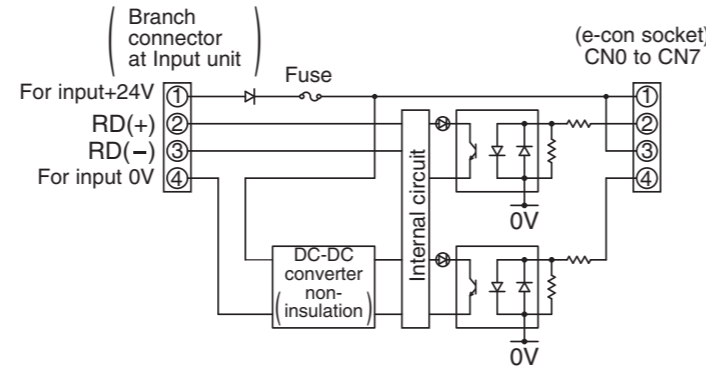 Branch
connector
at Input unit
(e-con socket)
CN0 to CN7
Fuse
For input+24V ①
RD(+) ②
RD(−) ③
For input 0V ④
①
②
③
④
Internal circuit
0V
DC-DC
converter
(non-
insulation)
0V